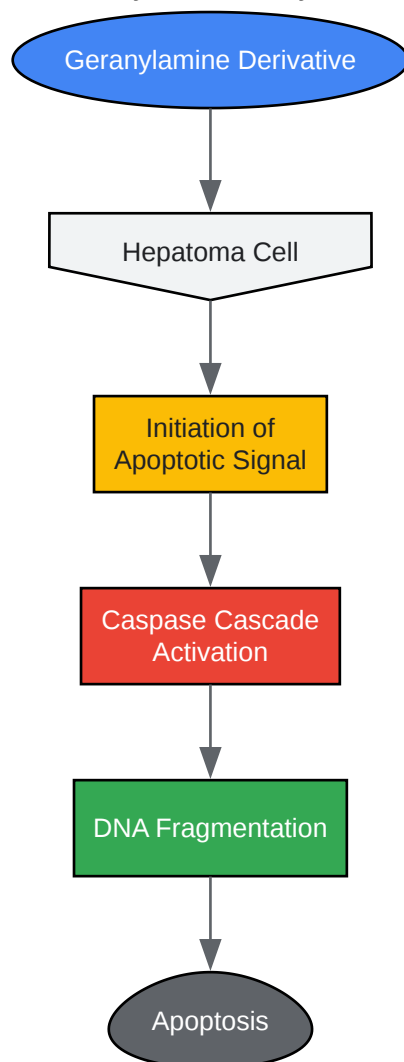 Geranylamine Derivative
Hepatoma Cell
Initiation of
Apoptotic Signal
Caspase Cascade
Activation
DNA Fragmentation
Apoptosis